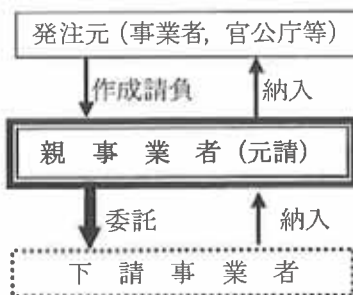 発注元（事業者，官公庁等）
作成請負 納入
親事業者（元請）
委託 納入
下請事業者